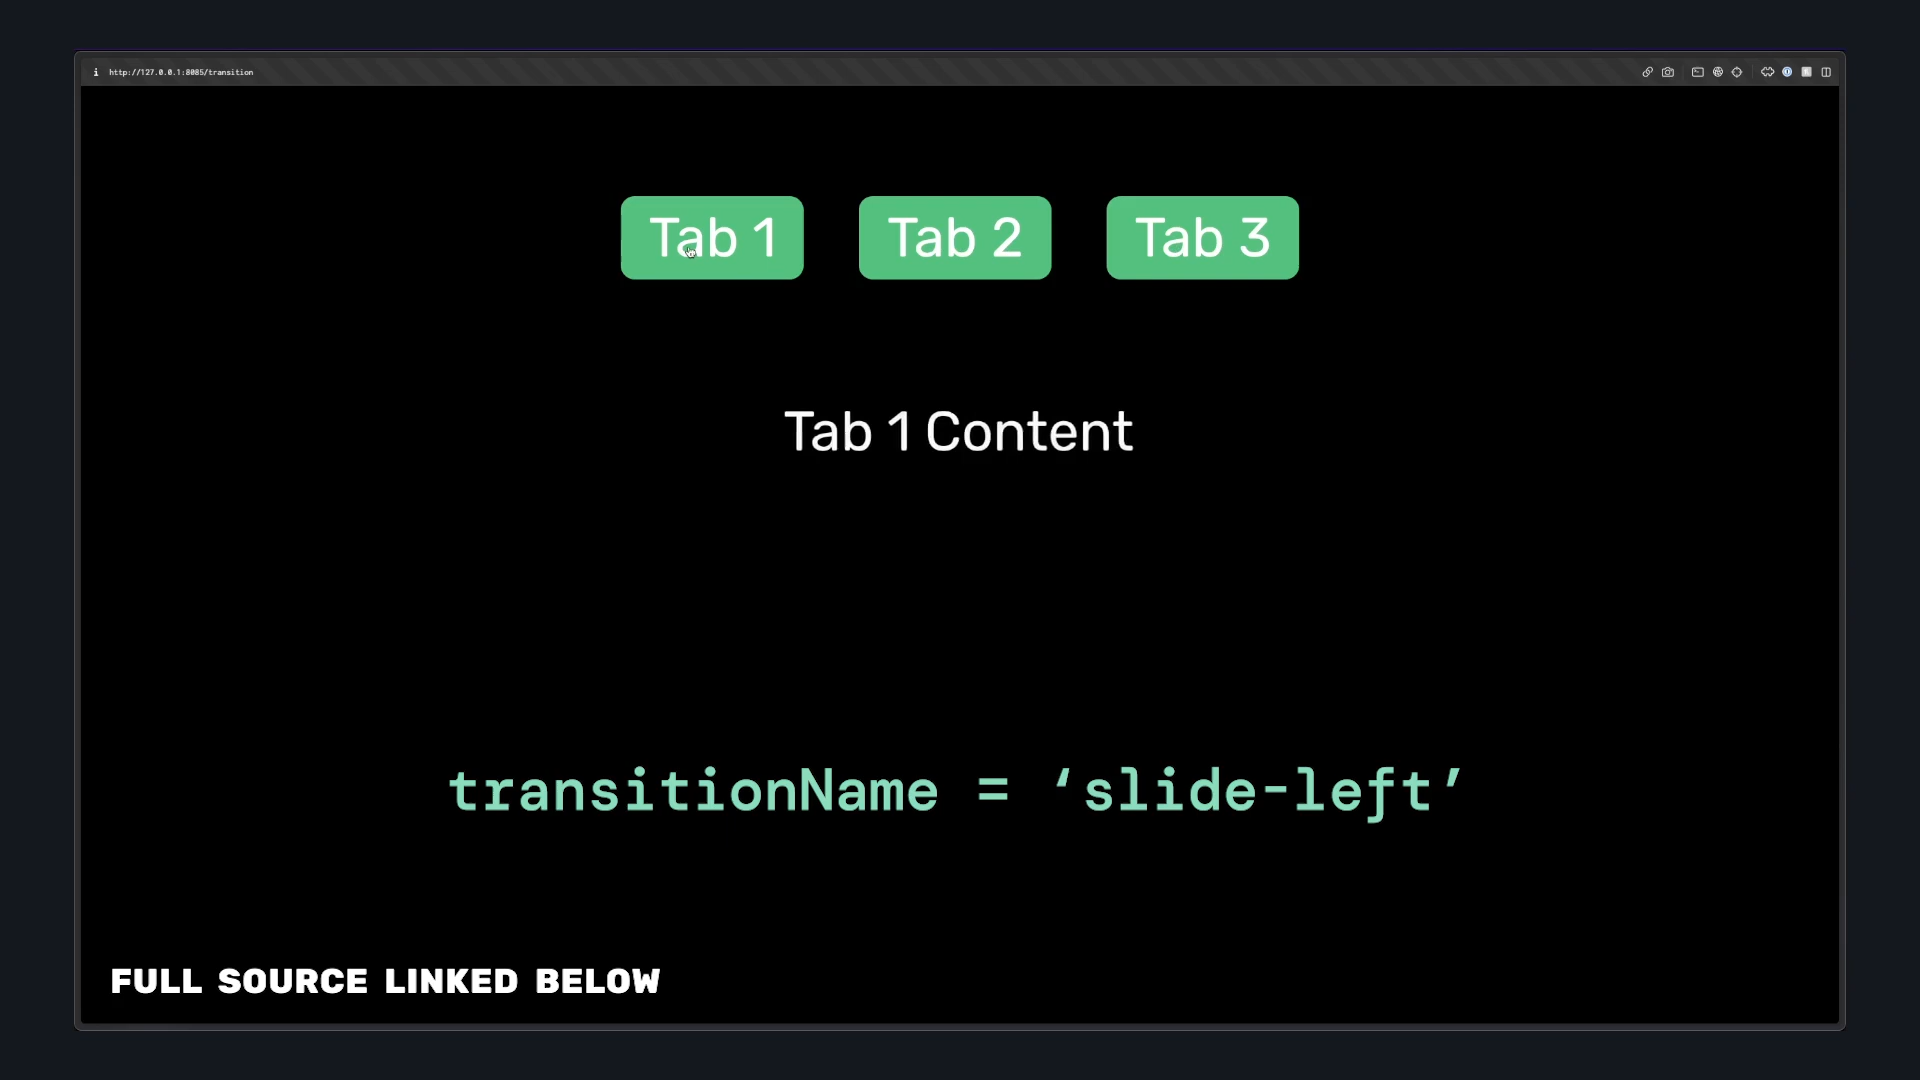 http://127.0.0.1:8085/transition
Tab 1 Tab 2 Tab 3
Tab 1 Content
transitionName = ‘slide-left’
FULL SOURCE LINKED BELOW